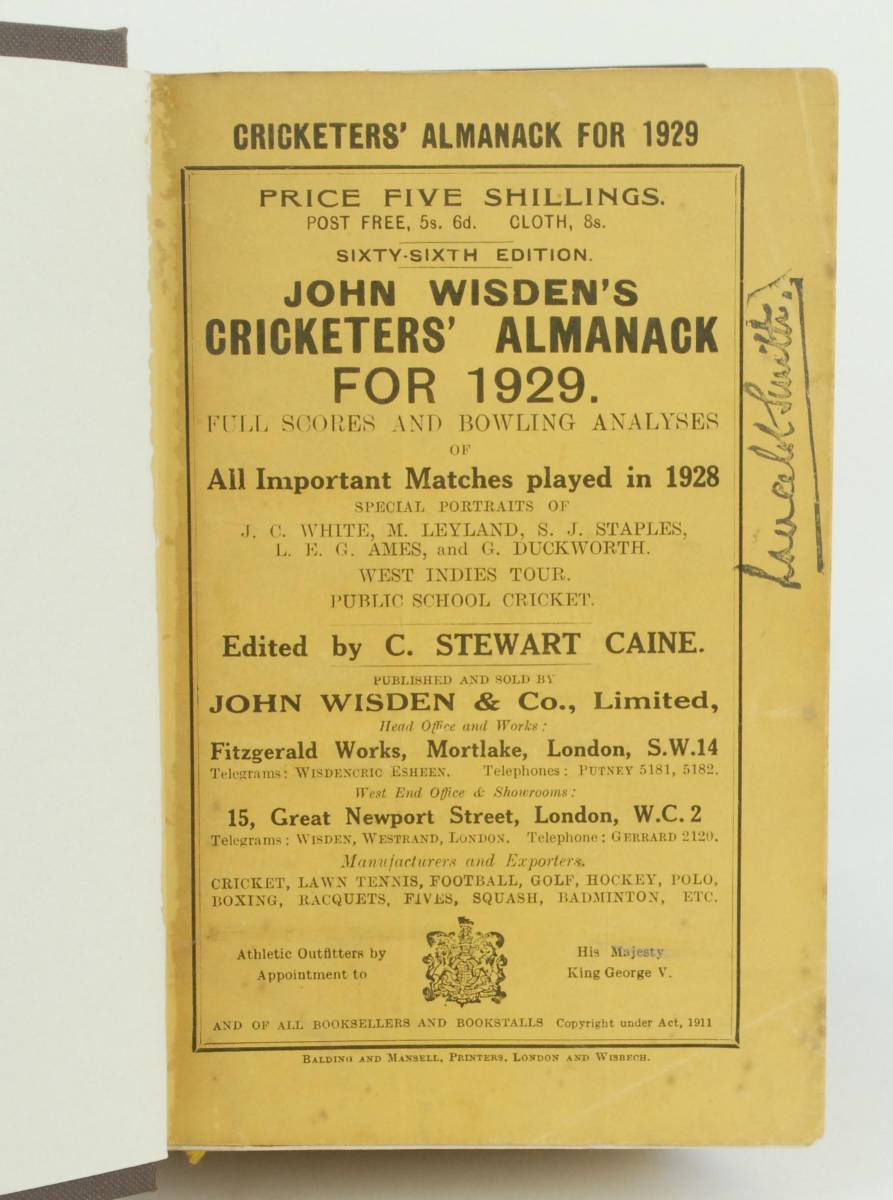 CRICKETERS' ALMANACK FOR 1929
PRICE FIVE SHILLINGS.
POST FREE, 5s. 6d. CLOTH, 8s.
SIXTY-SIXTH EDITION.
JOHN WISDEN'S
CRICKETERS' ALMANACK
FOR 1929.
FULL SCORES AND BOWLING ANALYSES
OF
All Important Matches played in 1928
SPECIAL PORTRAITS OF
J. C. WHITE, M. LEYLAND, S. J. STAPLES,
L. E. G. AMES, and G. DUCKWORTH.
WEST INDIES TOUR.
PUBLIC SCHOOL CRICKET.
Edited by C. STEWART CAINE.
PUBLISHED AND SOLD BY
JOHN WISDEN & Co., Limited,
Head Office and Works:
Fitzgerald Works, Mortlake, London, S.W.14
Telegrams: WISDENCRIC ESHEEN. Telephones: PUTNEY 5181, 5182.
West End Office & Showrooms:
15, Great Newport Street, London, W.C.2
Telegrams: WISDEN, WESTRAND, LONDON. Telephone: GERRARD 2120.
Manufacturers and Exporters.
CRICKET, LAWN TENNIS, FOOTBALL, GOLF, HOCKEY, POLO,
BOXING, RACQUETS, FIVES, SQUASH, BADMINTON, ETC.
Athletic Outfitters by His Majesty
Appointment to King George V.
AND OF ALL BOOKSELLERS AND BOOKSTALLS Copyright under Act, 1911
BALDING AND MANSELL, PRINTERS, LONDON AND WISBECH.
Smith